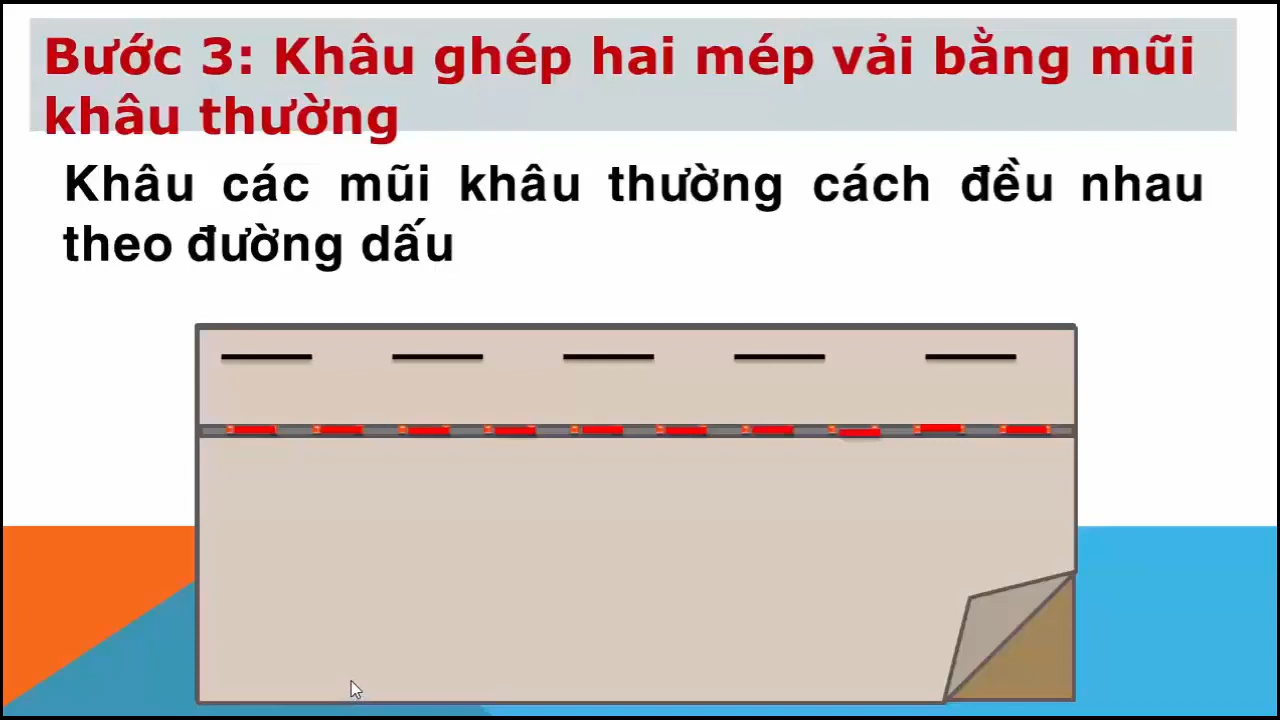 Bước 3: Khâu ghép hai mép vải bằng mũi
khâu thường
Khâu các mũi khâu thường cách đều nhau
theo đường dấu